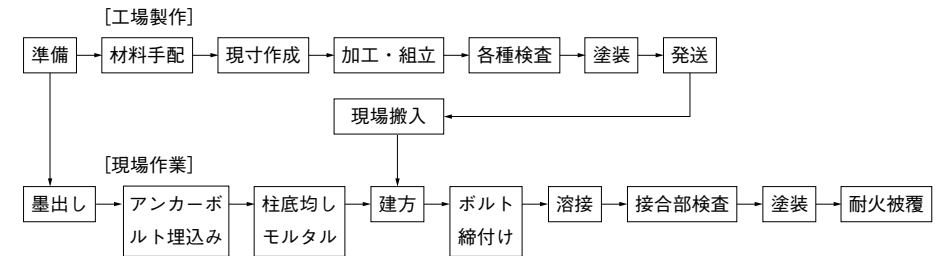 ［工場製作］
準備
材料手配
現寸作成
加工・組立
各種検査
塗装
発送
現場搬入
［現場作業］
墨出し
アンカーボ
ルト埋込み
柱底均し
モルタル
建方
ボルト
締付け
溶接
接合部検査
塗装
耐火被覆